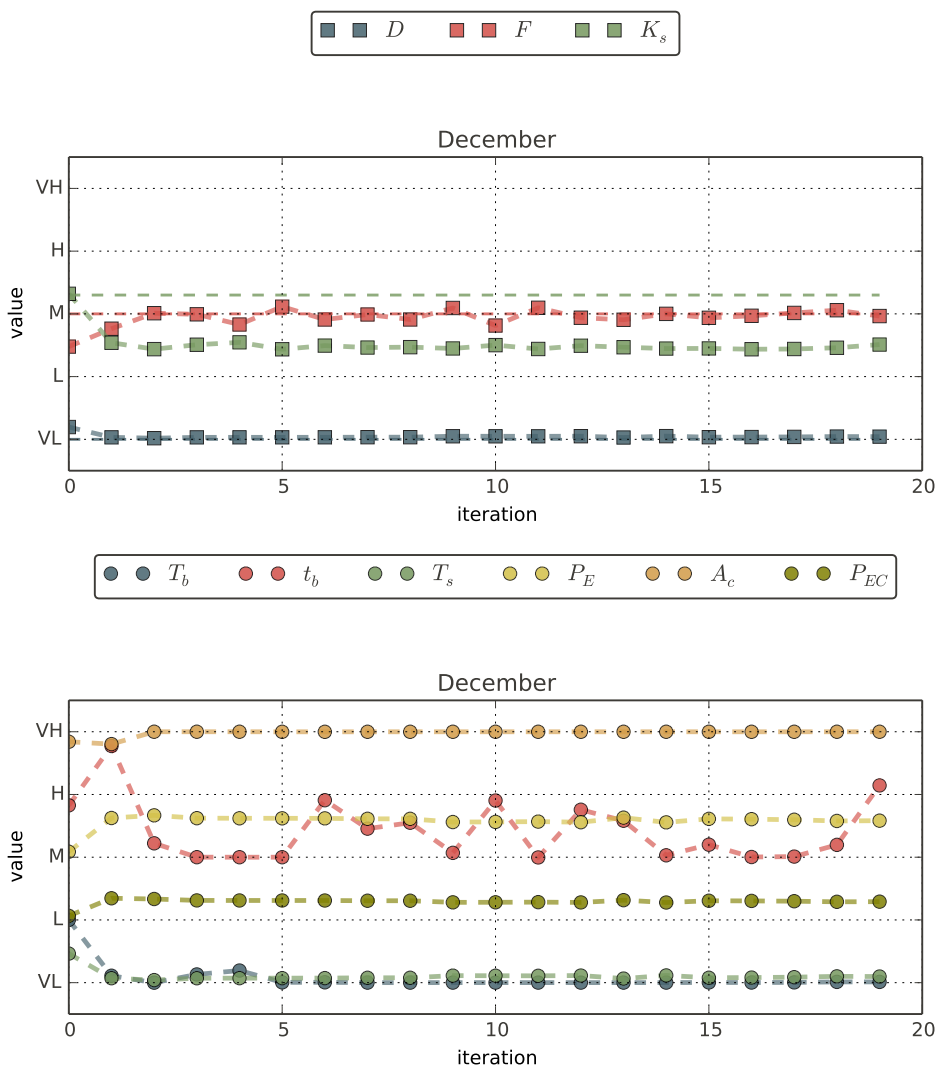 D F K_s
December
VH
H
M
L
VL
value
0 5 10 15 20
iteration
T_b t_b T_s P_E A_c P_EC
December
VH
H
M
L
VL
value
0 5 10 15 20
iteration